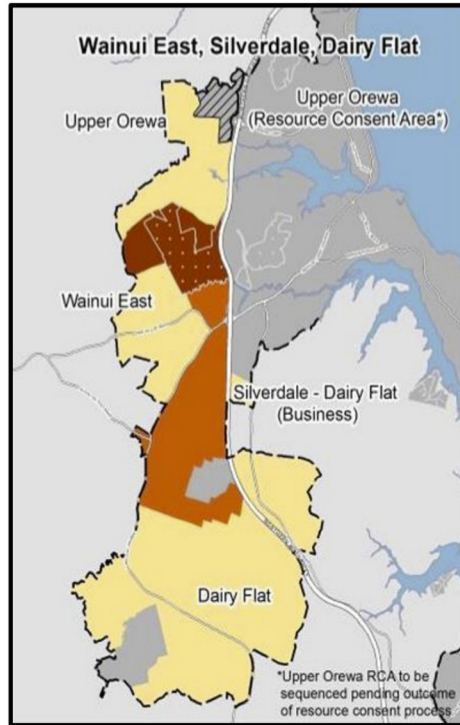 Wainui East, Silverdale, Dairy Flat
Upper Orewa
Upper Orewa
(Resource Consent Area*)
Wainui East
Silverdale - Dairy Flat
(Business)
Dairy Flat
*Upper Orewa RCA to be
sequenced pending outcome
of resource consent process